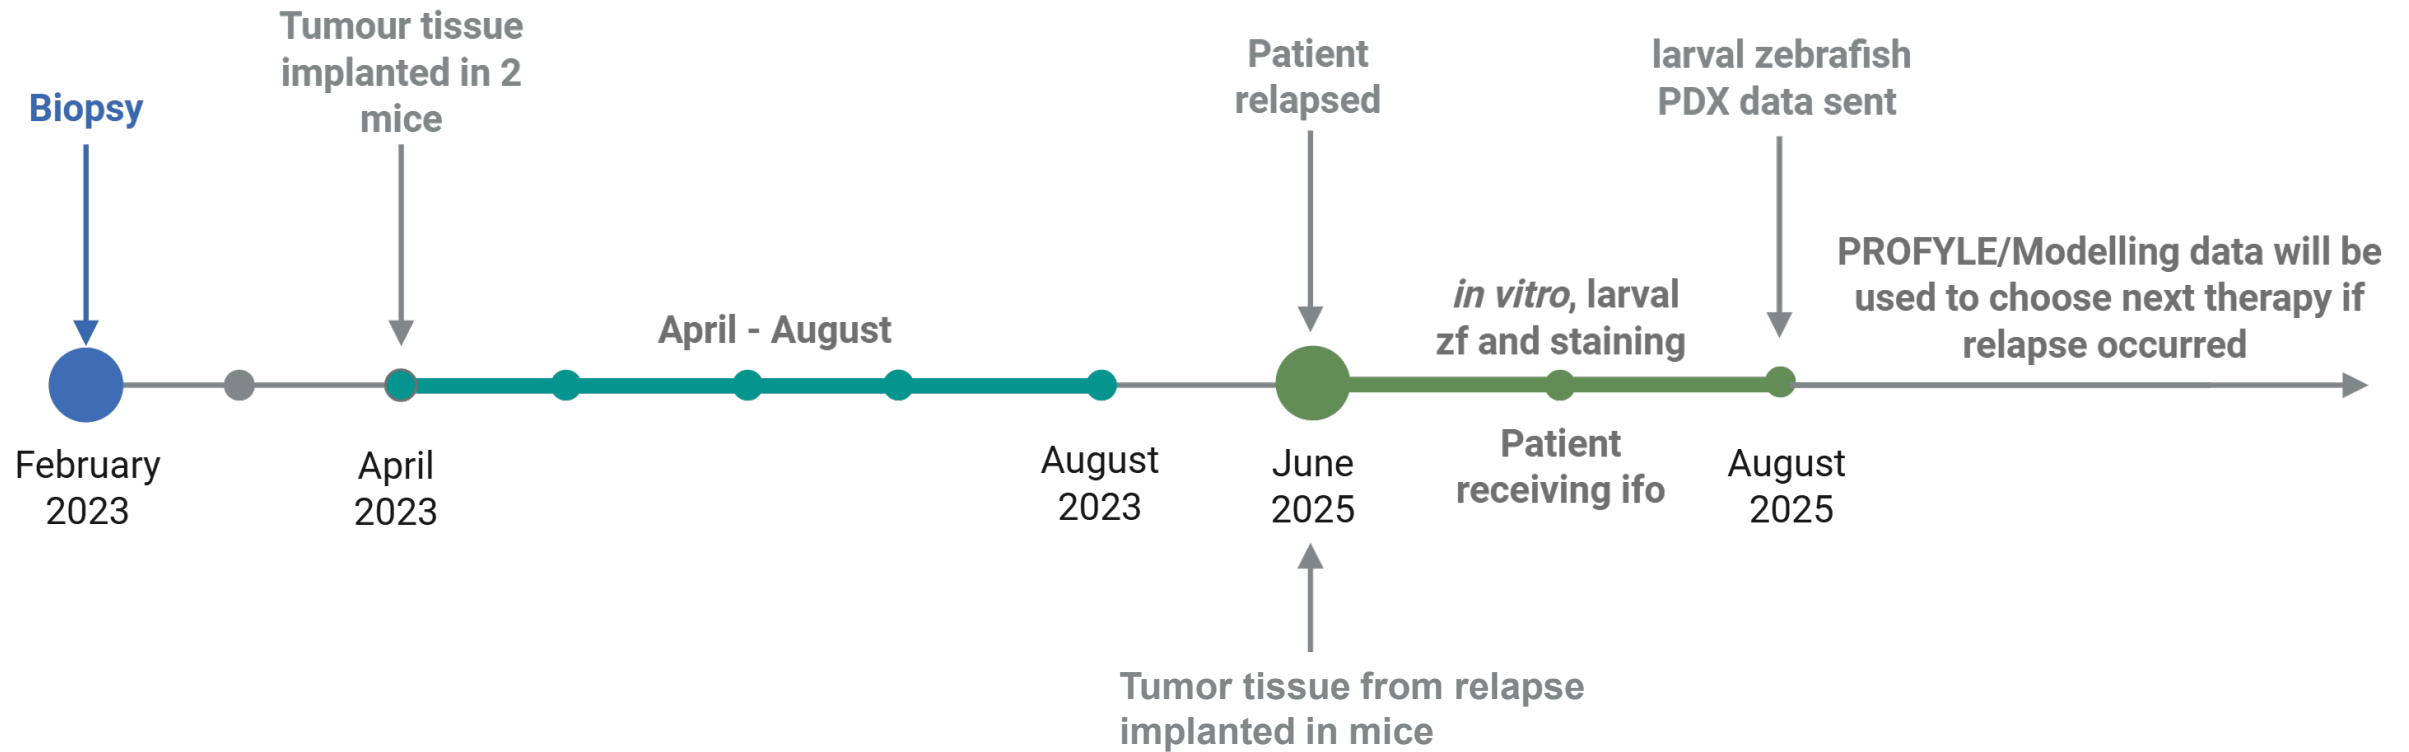 Biopsy
Tumour tissue
implanted in 2
mice
April - August
Patient
relapsed
in vitro, larval
zf and staining
larval zebrafish
PDX data sent
PROFYLE/Modelling data will be
used to choose next therapy if
relapse occurred
February
2023
April
2023
August
2023
June
2025
Patient
receiving ifo
August
2025
Tumor tissue from relapse
implanted in mice